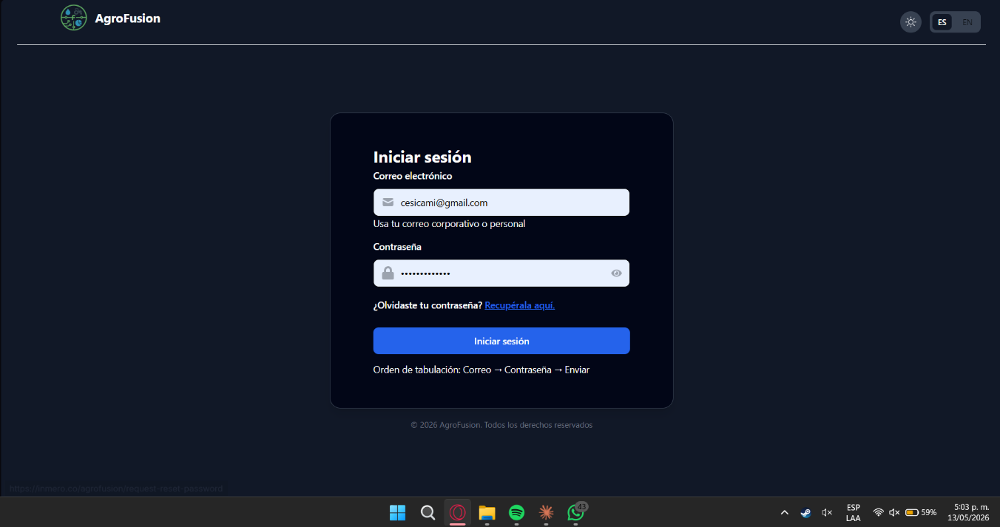 AgroFusion
ES EN
Iniciar sesión
Correo electrónico
cesicami@gmail.com
Usa tu correo corporativo o personal
Contraseña
•••••••••••••
¿Olvidaste tu contraseña? Recupérala aquí.
Iniciar sesión
Orden de tabulación: Correo → Contraseña → Enviar
© 2026 AgroFusion. Todos los derechos reservados
https://inmero.co/agrofusion/request-reset-password
43
ESP
LAA
59%
5:03 p. m.
13/05/2026